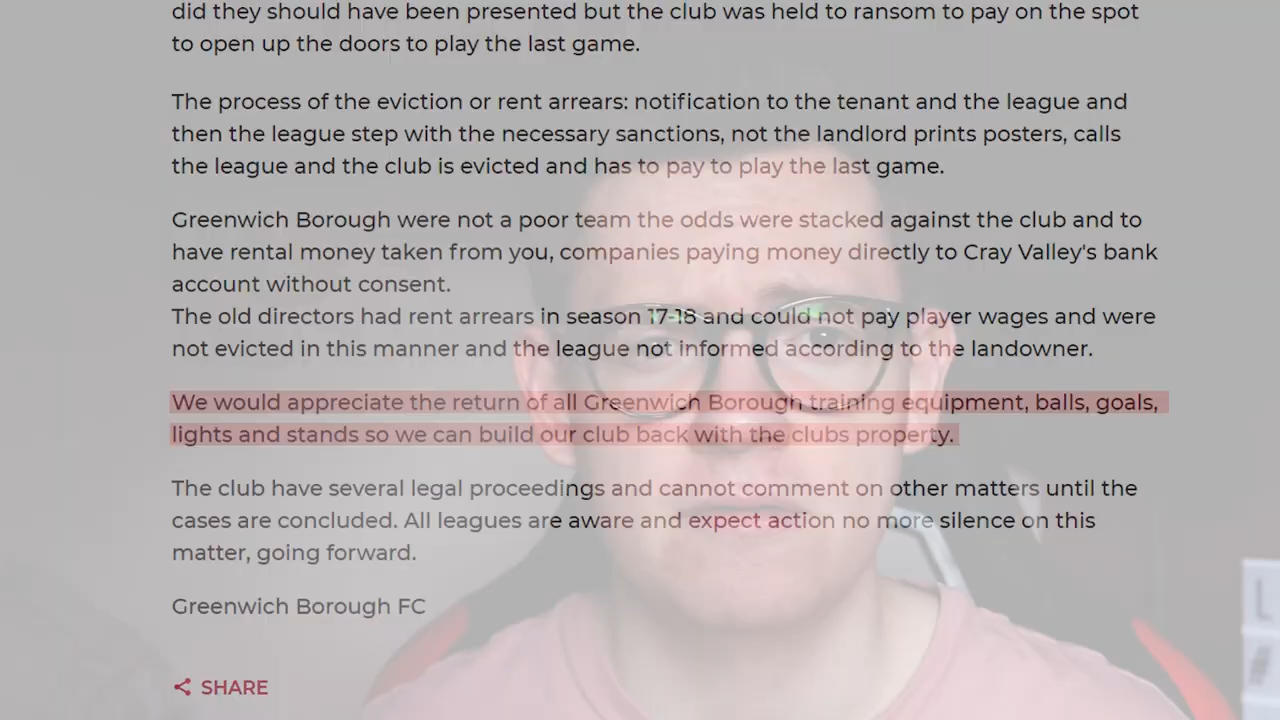 did they should have been presented but the club was held to ransom to pay on the spot
to open up the doors to play the last game.
The process of the eviction or rent arrears: notification to the tenant and the league and
then the league step with the necessary sanctions, not the landlord prints posters, calls
the league and the club is evicted and has to pay to play the last game.
Greenwich Borough were not a poor team the odds were stacked against the club and to
have rental money taken from you, companies paying money directly to Cray Valley's bank
account without consent.
The old directors had rent arrears in season 17-18 and could not pay player wages and were
not evicted in this manner and the league not informed according to the landowner.
We would appreciate the return of all Greenwich Borough training equipment, balls, goals,
lights and stands so we can build our club back with the clubs property.
The club have several legal proceedings and cannot comment on other matters until the
cases are concluded. All leagues are aware and expect action no more silence on this
matter, going forward.
Greenwich Borough FC
SHARE